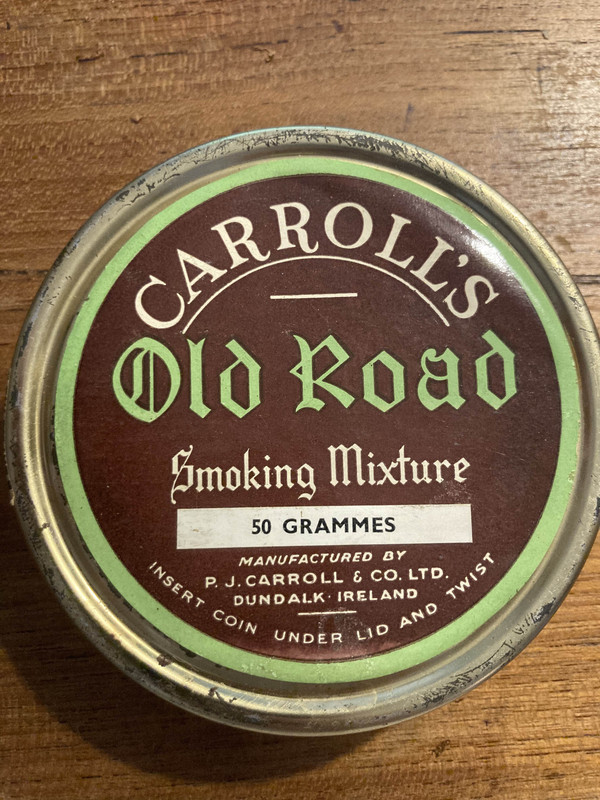 CARROLL'S
Old Road
Smoking Mixture
50 GRAMMES
MANUFACTURED BY
P. J. CARROLL & CO. LTD.
DUNDALK · IRELAND
INSERT COIN UNDER LID AND TWIST